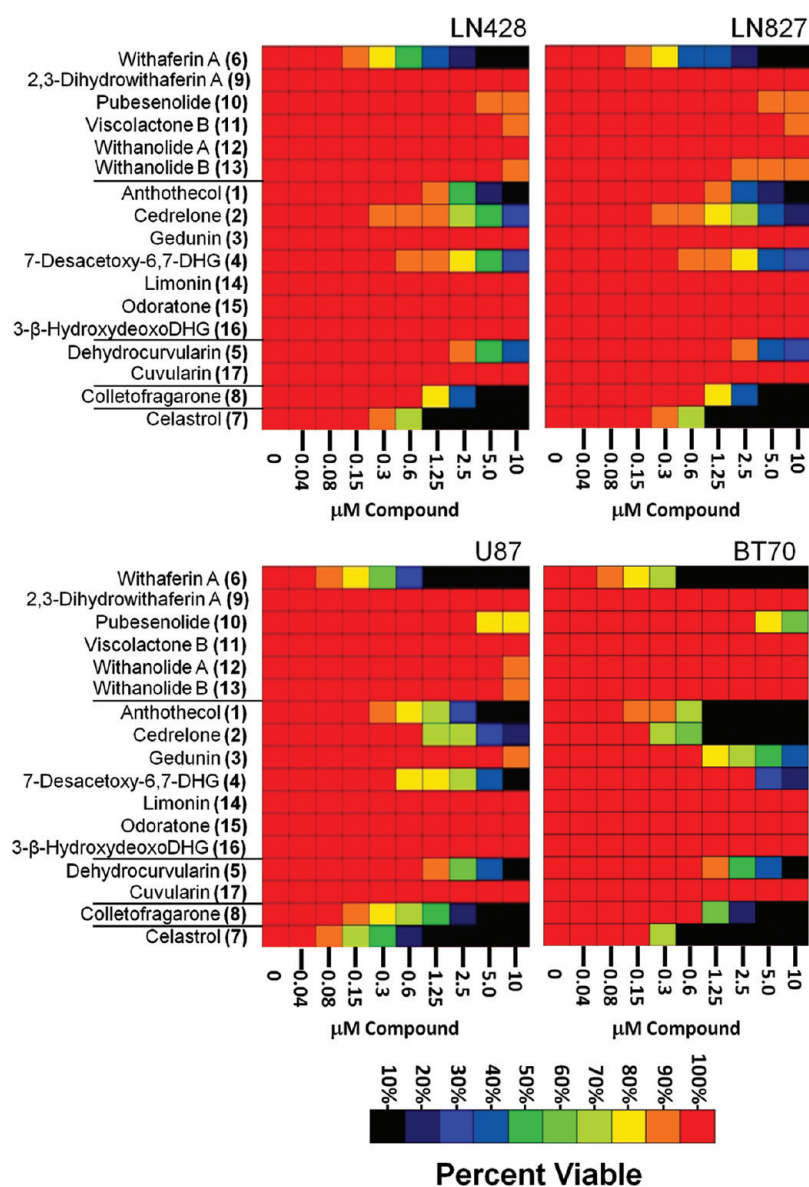 LN428
LN827
Withaferin A (6)
2,3-Dihydrowithaferin A (9)
Pubesenolide (10)
Viscolactone B (11)
Withanolide A (12)
Withanolide B (13)
Anthothecol (1)
Cedrelone (2)
Gedunin (3)
7-Desacetoxy-6,7-DHG (4)
Limonin (14)
Odoratone (15)
3-β-HydroxydeoxoDHG (16)
Dehydrocurvularin (5)
Cuvularin (17)
Colletofragarone (8)
Celastrol (7)
0 0.04 0.08 0.15 0.3 0.6 1.25 2.5 5.0 10
0 0.04 0.08 0.15 0.3 0.6 1.25 2.5 5.0 10
μM Compound
μM Compound
U87
BT70
Withaferin A (6)
2,3-Dihydrowithaferin A (9)
Pubesenolide (10)
Viscolactone B (11)
Withanolide A (12)
Withanolide B (13)
Anthothecol (1)
Cedrelone (2)
Gedunin (3)
7-Desacetoxy-6,7-DHG (4)
Limonin (14)
Odoratone (15)
3-β-HydroxydeoxoDHG (16)
Dehydrocurvularin (5)
Cuvularin (17)
Colletofragarone (8)
Celastrol (7)
0 0.04 0.08 0.15 0.3 0.6 1.25 2.5 5.0 10
0 0.04 0.08 0.15 0.3 0.6 1.25 2.5 5.0 10
μM Compound
μM Compound
10% 20% 30% 40% 50% 60% 70% 80% 90% 100%
Percent Viable